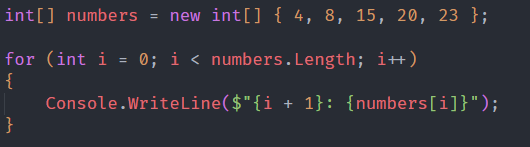 int[] numbers = new int[] { 4, 8, 15, 20, 23 };
for (int i = 0; i < numbers.Length; i++)
{
    Console.WriteLine($"{i + 1}: {numbers[i]}");
}